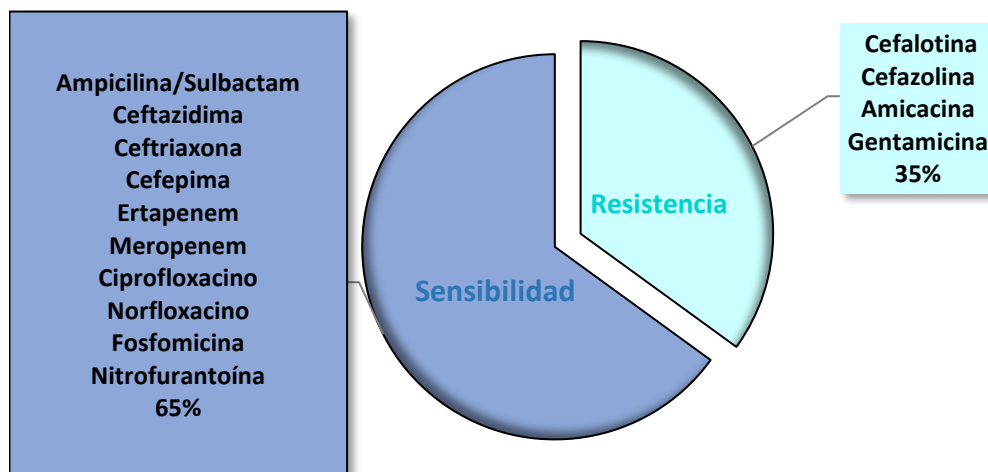 Ampicilina/Sulbactam
Ceftazidima
Ceftriaxona
Cefepima
Ertapenem
Meropenem
Ciprofloxacino
Norfloxacino
Fosfomicina
Nitrofurantoína
65%
Sensibilidad
Resistencia
Cefalotina
Cefazolina
Amicacina
Gentamicina
35%